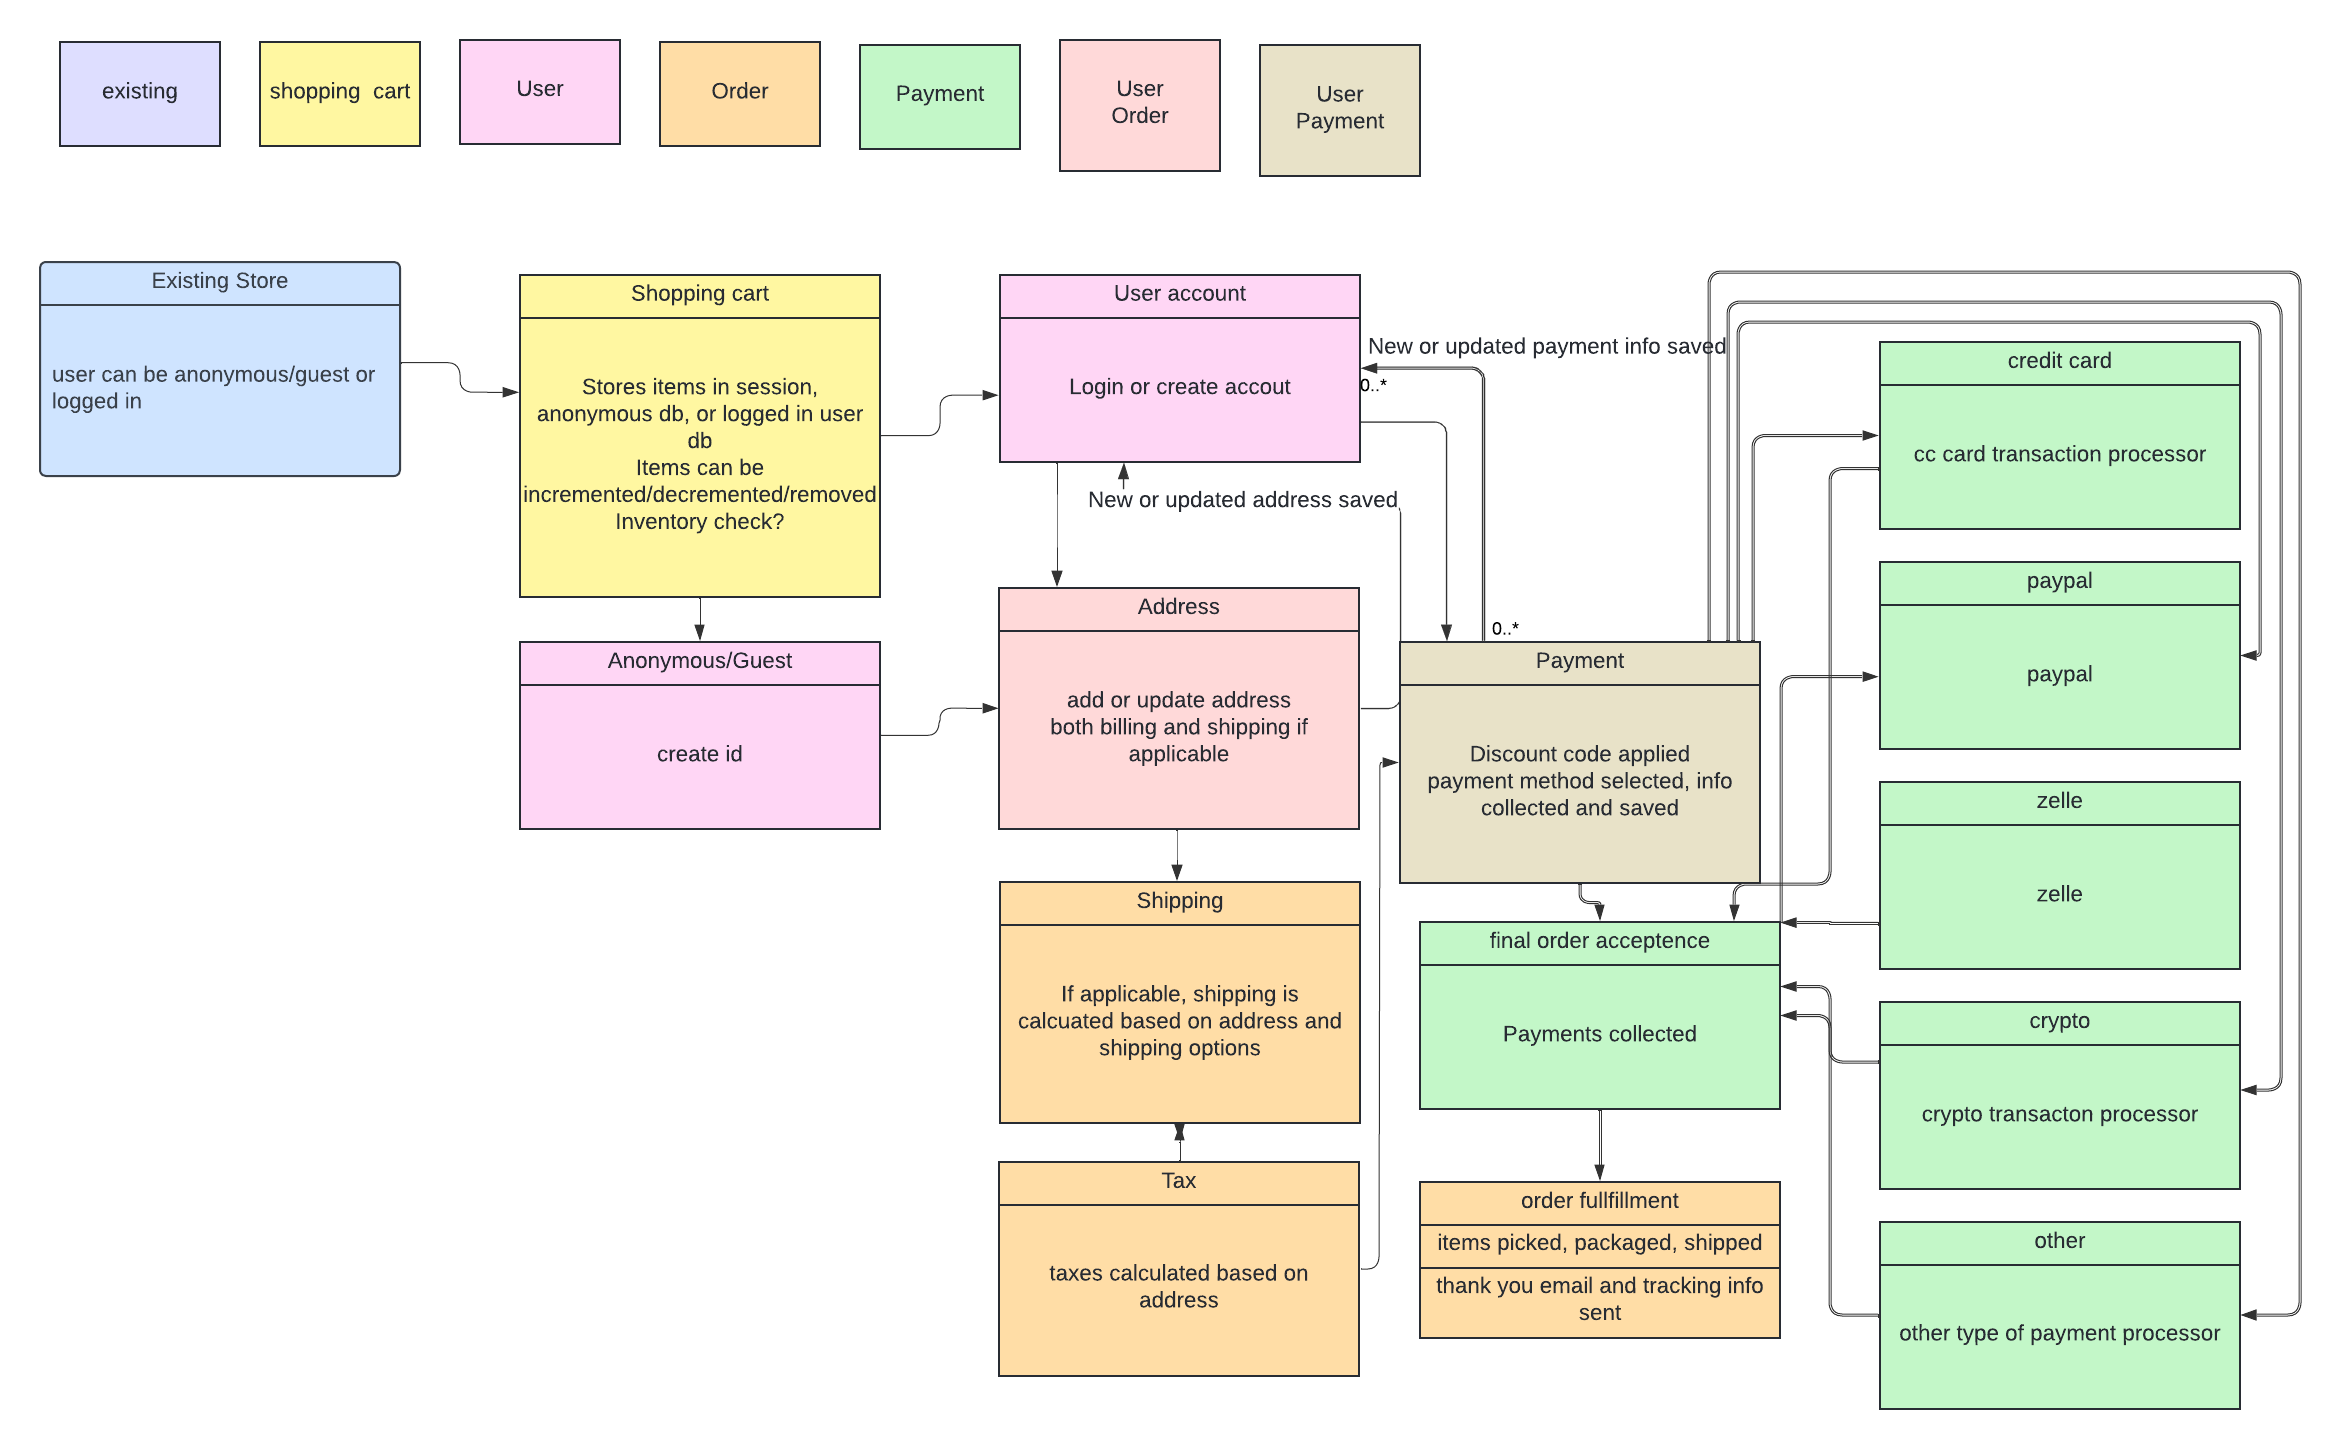 existing
shopping  cart
User
Order
Payment
User
Order
User
Payment
Existing Store
user can be anonymous/guest or
logged in
Shopping cart
Stores items in session,
anonymous db, or logged in user
db
Items can be
incremented/decremented/removed
Inventory check?
User account
Login or create accout
New or updated payment info saved
0..*
New or updated address saved
0..*
Anonymous/Guest
create id
Address
add or update address
both billing and shipping if
applicable
Payment
Discount code applied
payment method selected, info
collected and saved
Shipping
If applicable, shipping is
calcuated based on address and
shipping options
Tax
taxes calculated based on
address
final order acceptence
Payments collected
order fullfillment
items picked, packaged, shipped
thank you email and tracking info
sent
credit card
cc card transaction processor
paypal
paypal
zelle
zelle
crypto
crypto transacton processor
other
other type of payment processor